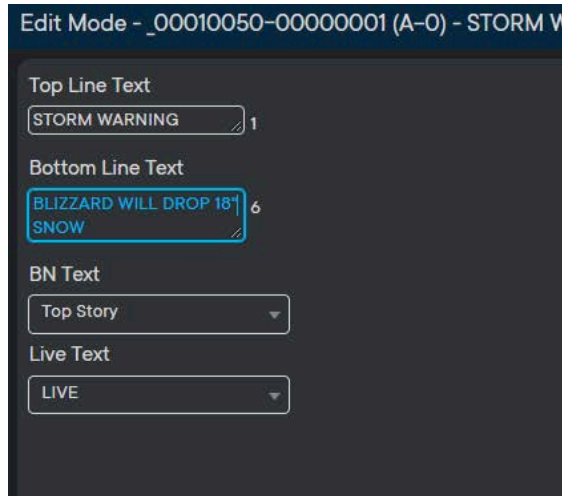 Edit Mode - _00010050-00000001 (A-0) - STORM
Top Line Text
STORM WARNING 1
Bottom Line Text
BLIZZARD WILL DROP 18" 6
SNOW
BN Text
Top Story
Live Text
LIVE